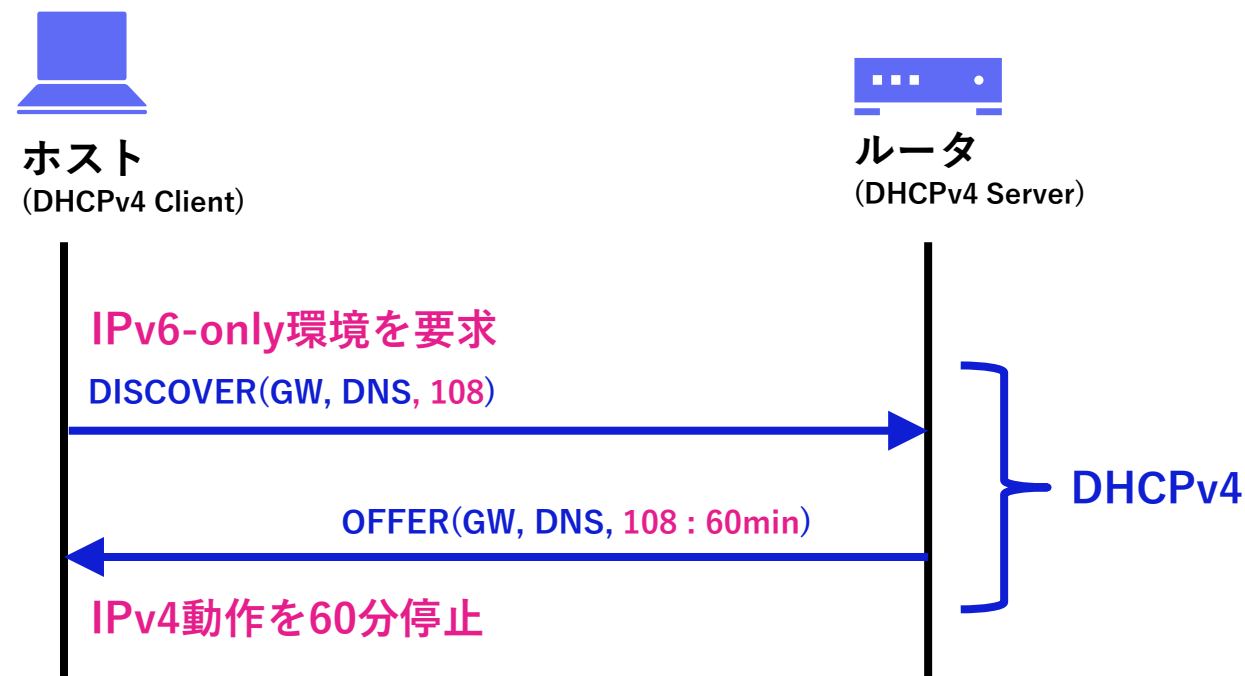 ホスト
(DHCPv4 Client)
ルータ
(DHCPv4 Server)
IPv6-only環境を要求
DISCOVER(GW, DNS, 108)
OFFER(GW, DNS, 108 : 60min)
IPv4動作を60分停止
DHCPv4